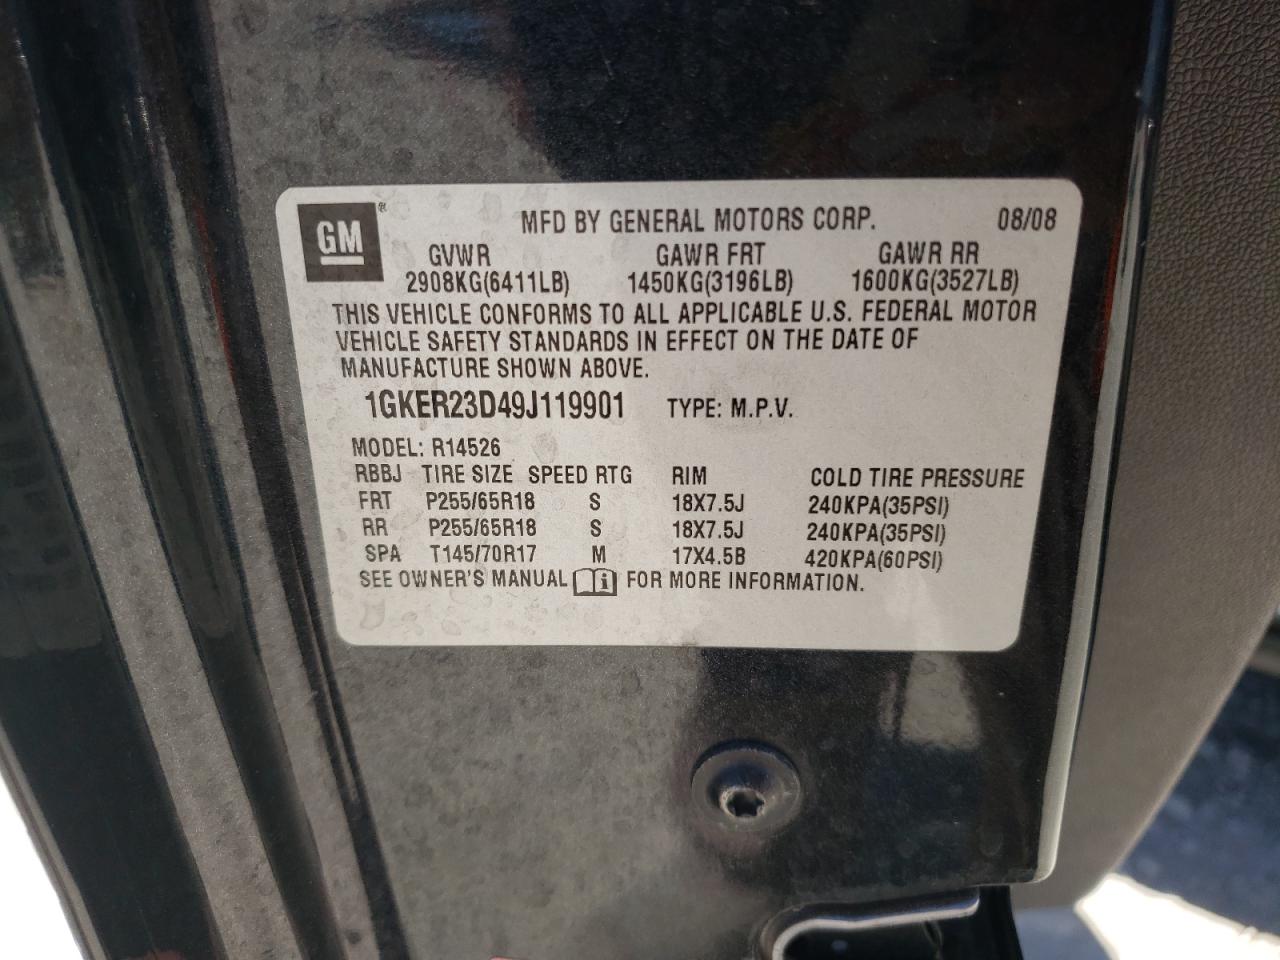 GM ® MFD BY GENERAL MOTORS CORP. 08/08
GVWR GAWR FRT GAWR RR
2908KG(6411LB) 1450KG(3196LB) 1600KG(3527LB)
THIS VEHICLE CONFORMS TO ALL APPLICABLE U.S. FEDERAL MOTOR
VEHICLE SAFETY STANDARDS IN EFFECT ON THE DATE OF
MANUFACTURE SHOWN ABOVE.
1GKER23D49J119901 TYPE: M.P.V.
MODEL: R14526
RBBJ TIRE SIZE SPEED RTG RIM COLD TIRE PRESSURE
FRT P255/65R18 S 18X7.5J 240KPA(35PSI)
RR P255/65R18 S 18X7.5J 240KPA(35PSI)
SPA T145/70R17 M 17X4.5B 420KPA(60PSI)
SEE OWNER'S MANUAL i FOR MORE INFORMATION.